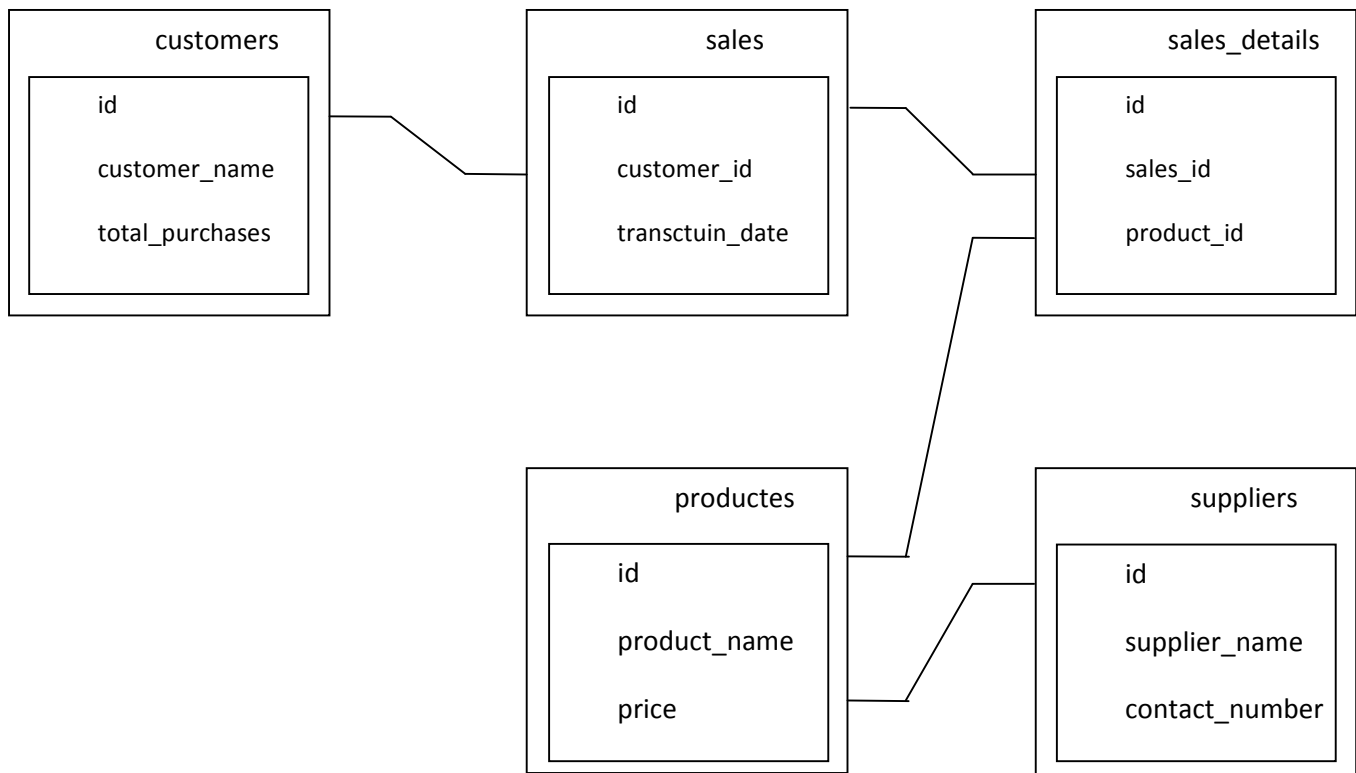 customers
id
customer_name
total_purchases
sales
id
customer_id
transctuin_date
sales_details
id
sales_id
product_id
productes
id
product_name
price
suppliers
id
supplier_name
contact_number